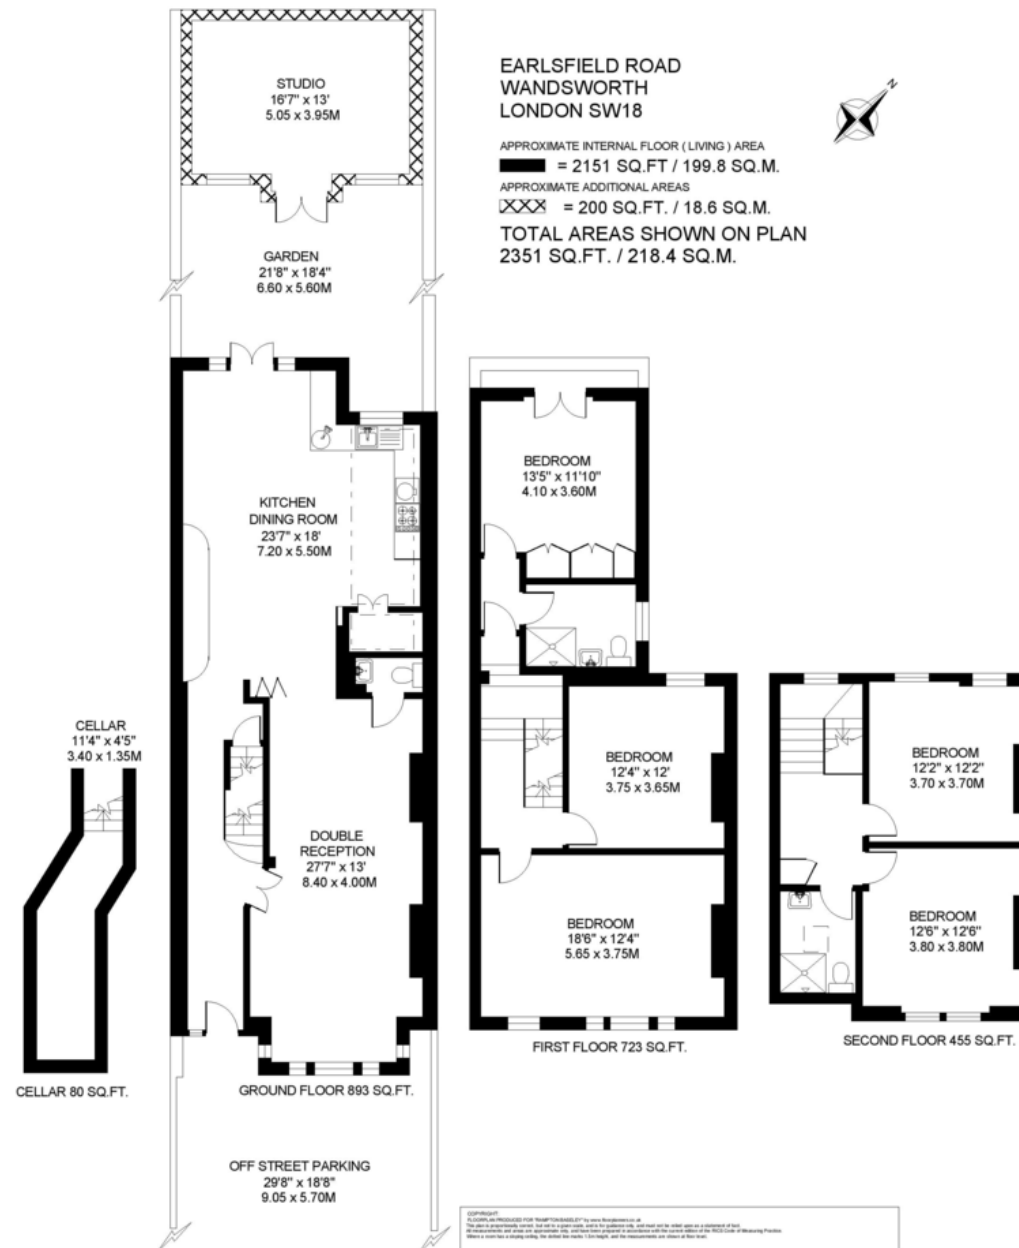 EARLSFIELD ROAD
WANDSWORTH
LONDON SW18
N
APPROXIMATE INTERNAL FLOOR ( LIVING ) AREA
= 2151 SQ.FT / 199.8 SQ.M.
APPROXIMATE ADDITIONAL AREAS
= 200 SQ.FT. / 18.6 SQ.M.
TOTAL AREAS SHOWN ON PLAN
2351 SQ.FT. / 218.4 SQ.M.
STUDIO
16'7" x 13'
5.05 x 3.95M
GARDEN
21'8" x 18'4"
6.60 x 5.60M
KITCHEN
DINING ROOM
23'7" x 18'
7.20 x 5.50M
CELLAR
11'4" x 4'5"
3.40 x 1.35M
DOUBLE
RECEPTION
27'7" x 13'
8.40 x 4.00M
CELLAR 80 SQ.FT.
GROUND FLOOR 893 SQ.FT.
OFF STREET PARKING
29'8" x 18'8"
9.05 x 5.70M
BEDROOM
13'5" x 11'10"
4.10 x 3.60M
BEDROOM
12'4" x 12'
3.75 x 3.65M
BEDROOM
18'6" x 12'4"
5.65 x 3.75M
FIRST FLOOR 723 SQ.FT.
BEDROOM
12'2" x 12'2"
3.70 x 3.70M
BEDROOM
12'6" x 12'6"
3.80 x 3.80M
SECOND FLOOR 455 SQ.FT.
COPYRIGHT